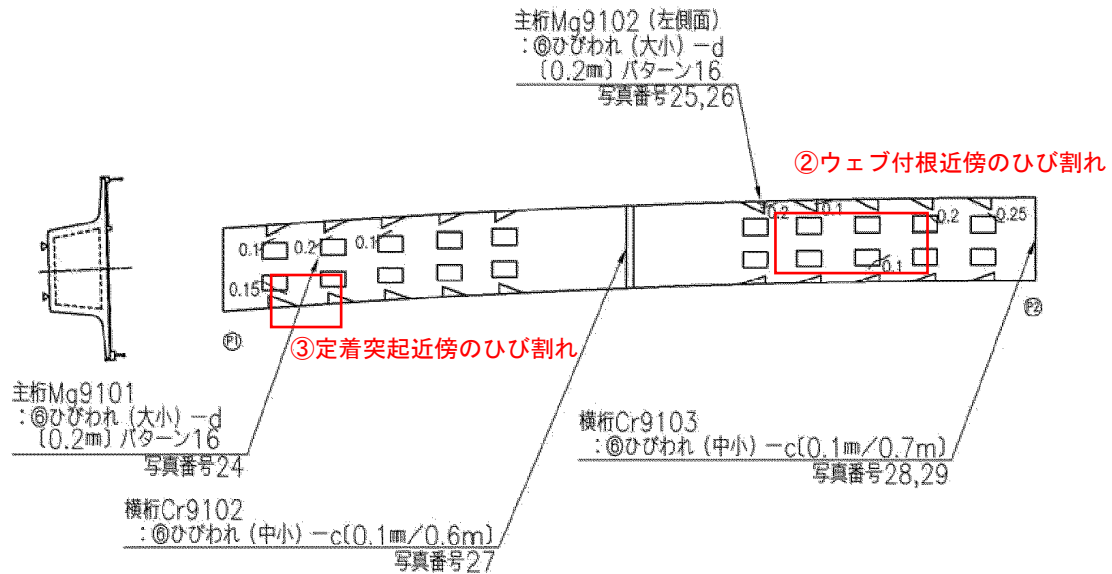 主桁Mg9102 (左側面)
:⑥ひびわれ (大小) -d
(0.2㎜) パターン16
写真番号25,26
②ウェブ付根近傍のひび割れ
0.2
0.1
0.2
0.25
0.1
0.2
0.1
0.1
0.15
P1
P2
③定着突起近傍のひび割れ
主桁Mg9101
:⑥ひびわれ (大小) -d
(0.2㎜) パターン16
写真番号24
横桁Cr9103
:⑥ひびわれ (中小) -c(0.1㎜/0.7m)
写真番号28,29
横桁Cr9102
:⑥ひびわれ (中小) -c(0.1㎜/0.6m)
写真番号27